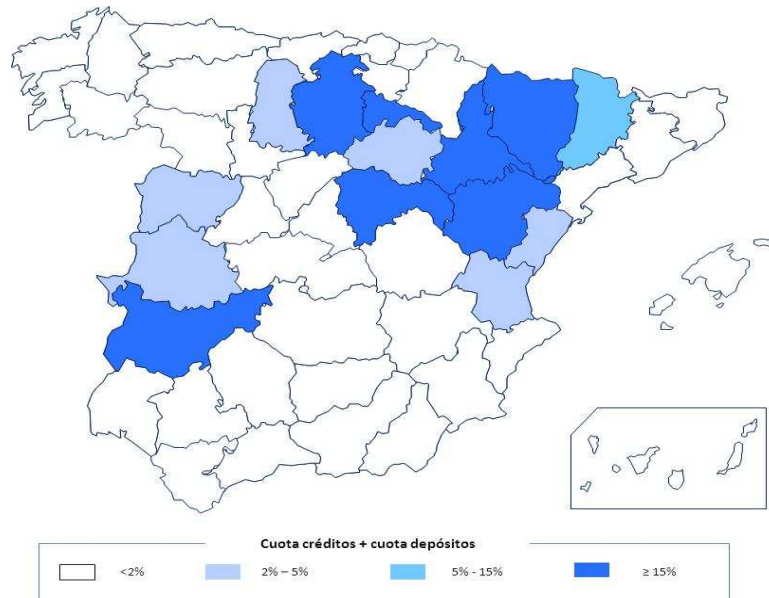 Cuota créditos + cuota depósitos
<2% 2% – 5% 5% - 15% ≥ 15%